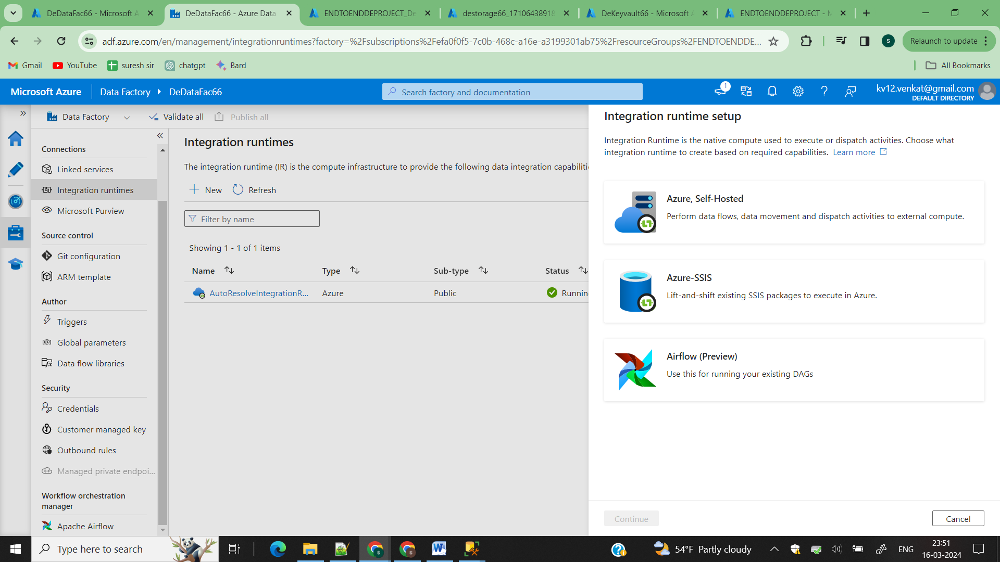 DeDataFac66 - Microsoft A
DeDataFac66 - Azure Data
ENDTOENDDEPROJECT_De
destorage66_17106438918
DeKeyvault66 - Microsoft A
ENDTOENDDEPROJECT - M
adf.azure.com/en/management/integrationruntimes?factory=%2Fsubscriptions%2Fefa0f0f5-7c0b-468c-a16e-a3199301ab75%2FresourceGroups%2FENDTOENDDE...
S
Relaunch to update
Gmail
YouTube
suresh sir
chatgpt
Bard
All Bookmarks
Microsoft Azure
Data Factory
DeDataFac66
Search factory and documentation
1
kv12.venkat@gmail.com
DEFAULT DIRECTORY
Data Factory
Validate all
Publish all
Connections
Linked services
Integration runtimes
Microsoft Purview
Source control
Git configuration
ARM template
Author
Triggers
Global parameters
Data flow libraries
Security
Credentials
Customer managed key
Outbound rules
Managed private endpoi...
Workflow orchestration
manager
Apache Airflow
Integration runtimes
The integration runtime (IR) is the compute infrastructure to provide the following data integration capabiliti
New
Refresh
Filter by name
Showing 1 - 1 of 1 items
Name
Type
Sub-type
Status
AutoResolveIntegrationR...
Azure
Public
Runnin
Integration runtime setup
Integration Runtime is the native compute used to execute or dispatch activities. Choose what
integration runtime to create based on required capabilities. Learn more
Azure, Self-Hosted
Perform data flows, data movement and dispatch activities to external compute.
Azure-SSIS
Lift-and-shift existing SSIS packages to execute in Azure.
Airflow (Preview)
Use this for running your existing DAGs
Continue
Cancel
Type here to search
54°F Partly cloudy
ENG
23:51
16-03-2024